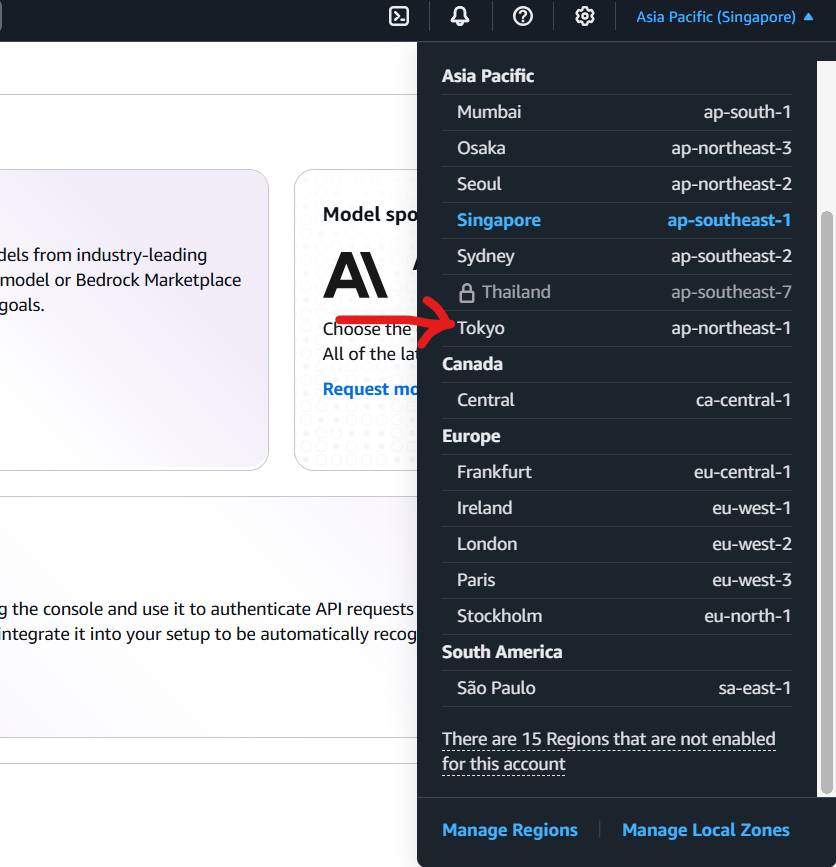 Asia Pacific (Singapore)
Asia Pacific
Mumbai ap-south-1
Osaka ap-northeast-3
Seoul ap-northeast-2
Singapore ap-southeast-1
Sydney ap-southeast-2
Thailand ap-southeast-7
Tokyo ap-northeast-1
Canada
Central ca-central-1
Europe
Frankfurt eu-central-1
Ireland eu-west-1
London eu-west-2
Paris eu-west-3
Stockholm eu-north-1
South America
São Paulo sa-east-1
There are 15 Regions that are not enabled
for this account
Manage Regions Manage Local Zones
dels from industry-leading
model or Bedrock Marketplace
goals.
Model spo
A\
Choose the
All of the lat
Request mo
g the console and use it to authenticate API requests
integrate it into your setup to be automatically recog